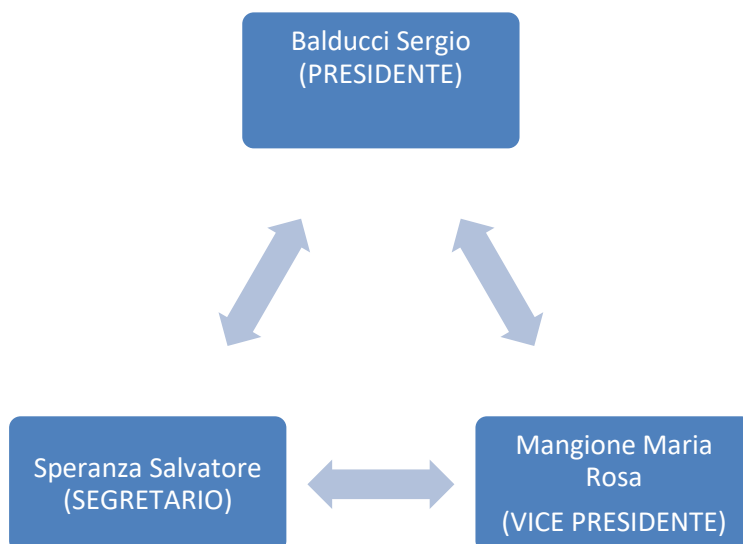 Balducci Sergio
(PRESIDENTE)
Speranza Salvatore
(SEGRETARIO)
Mangione Maria
Rosa
(VICE PRESIDENTE)